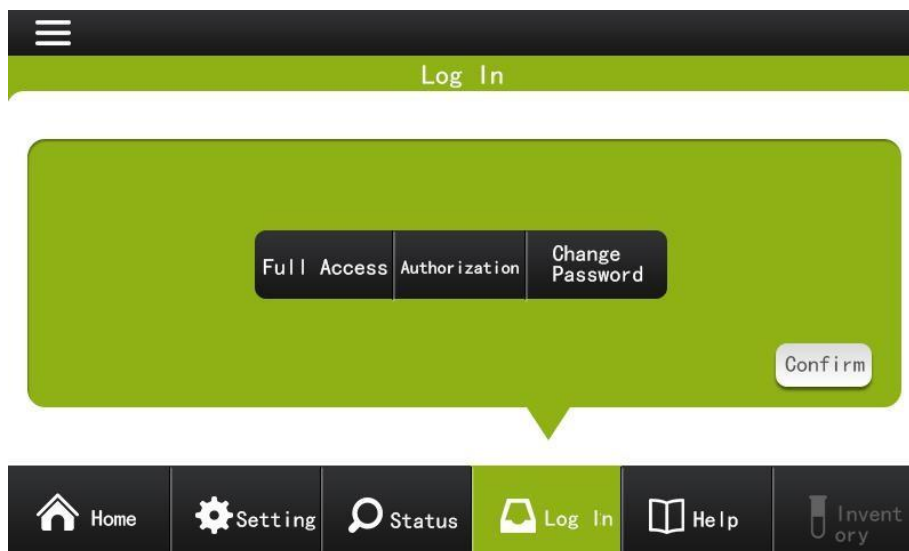 Log In
Full Access Authorization Change
Password
Confirm
Home Setting Status Log In Help Invent
ory